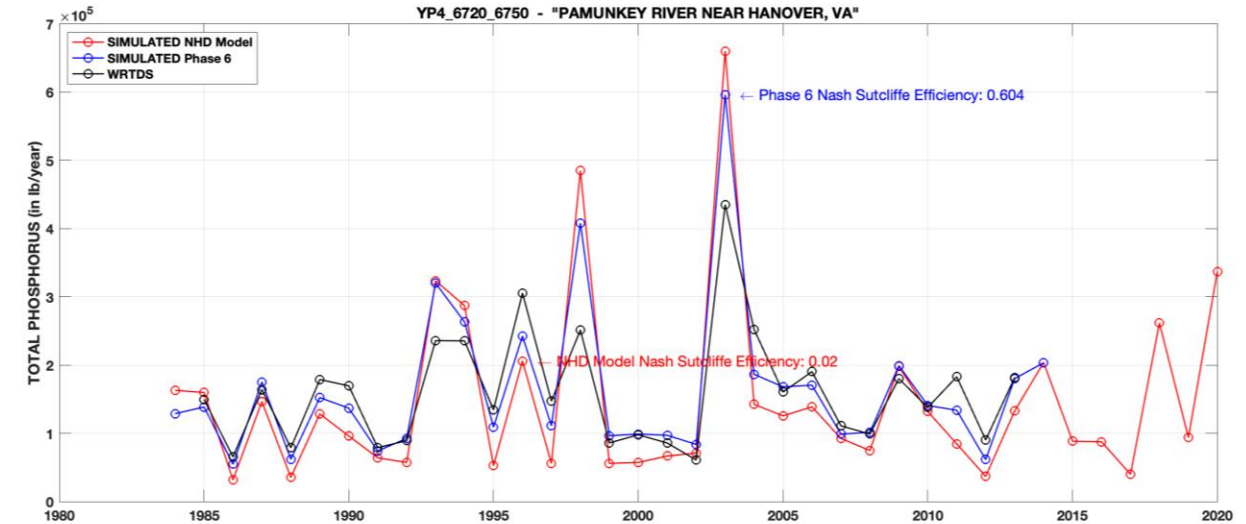 YP4_6720_6750 - "PAMUNKEY RIVER NEAR HANOVER, VA"
×10⁵
SIMULATED NHD Model
SIMULATED Phase 6
WRTDS
← Phase 6 Nash Sutcliffe Efficiency: 0.604
← NHD Model Nash Sutcliffe Efficiency: 0.02
TOTAL PHOSPHORUS (in lb/year)
7
6
5
4
3
2
1
0
1980 1985 1990 1995 2000 2005 2010 2015 2020